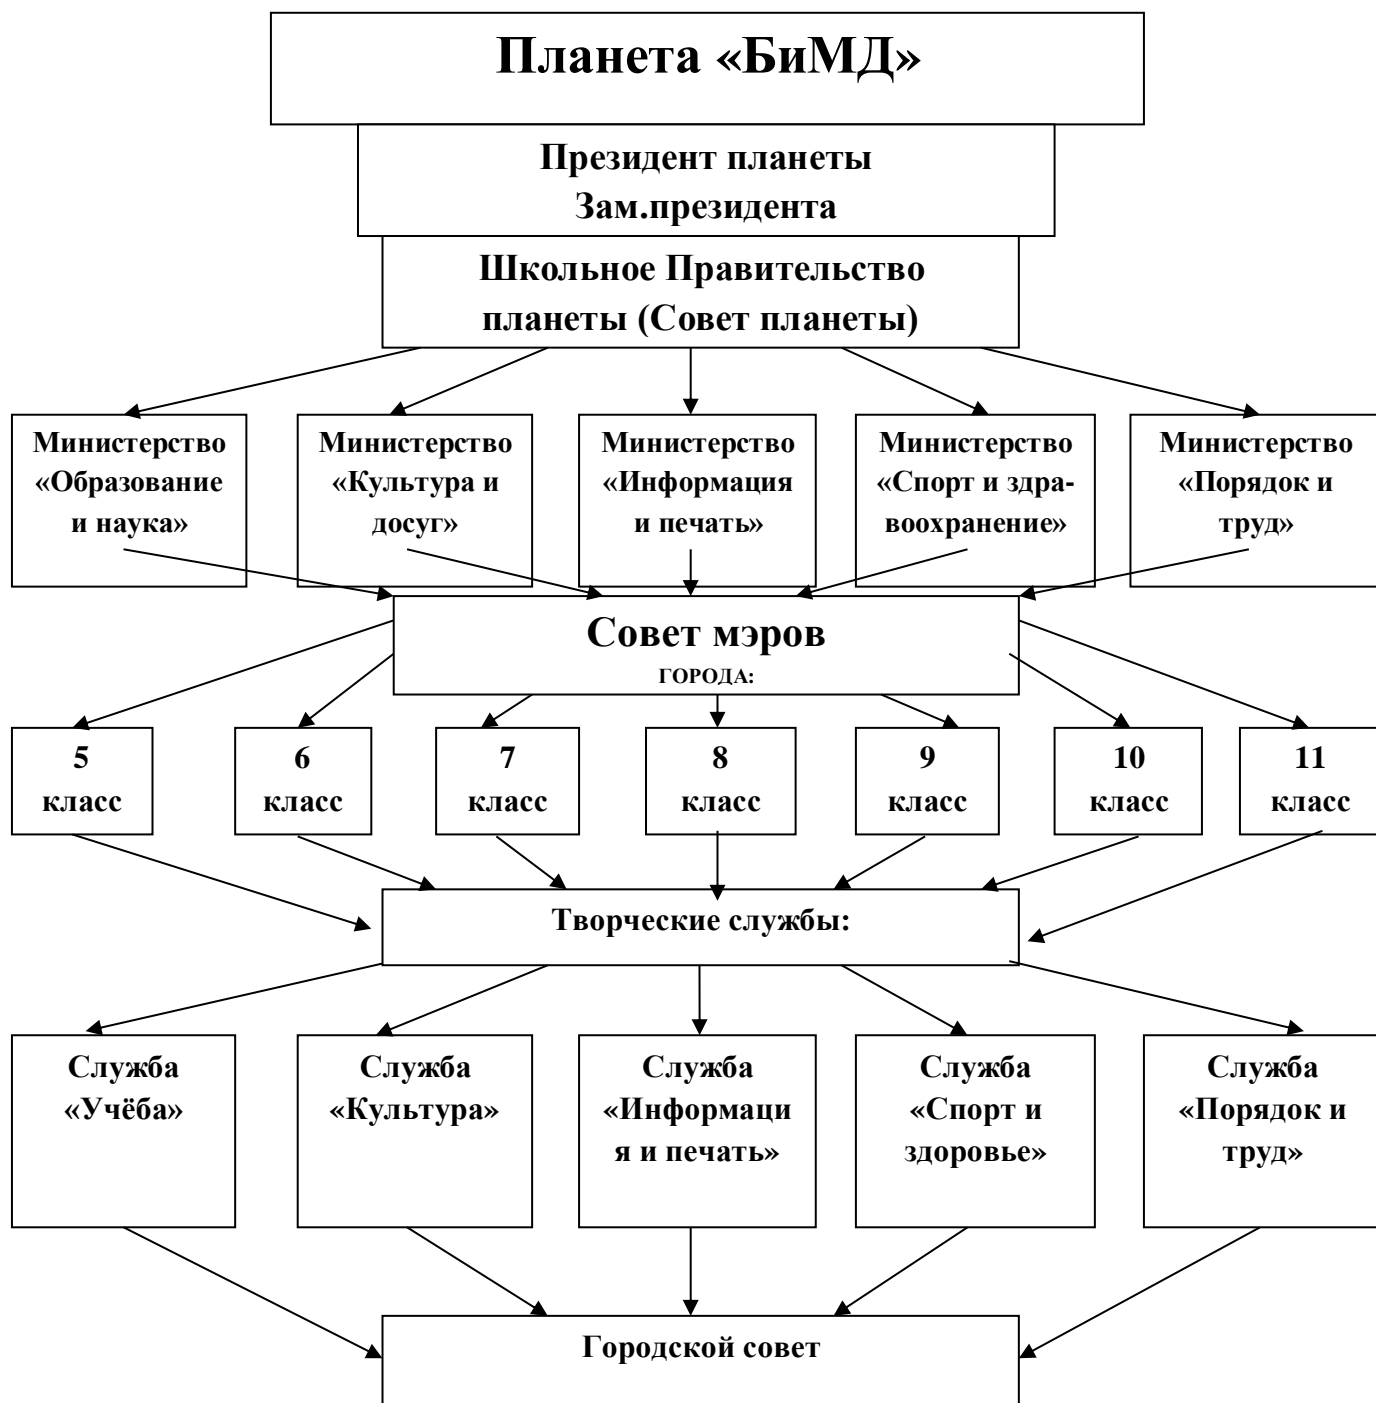 Планета «БиМД»
Президент планеты
Зам.президента
Школьное Правительство
планеты (Совет планеты)
Министерство
«Образование
и наука»
Министерство
«Культура и
досуг»
Министерство
«Информация
и печать»
Министерство
«Спорт и здра-
воохранение»
Министерство
«Порядок и
труд»
Совет мэров
ГОРОДА:
5
класс
6
класс
7
класс
8
класс
9
класс
10
класс
11
класс
Творческие службы:
Служба
«Учёба»
Служба
«Культура»
Служба
«Информаци
я и печать»
Служба
«Спорт и
здоровье»
Служба
«Порядок и
труд»
Городской совет